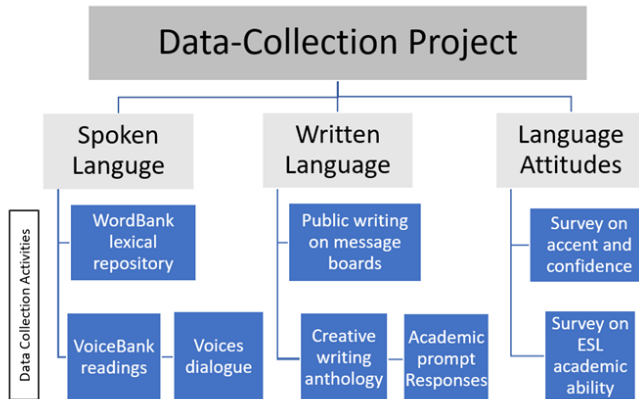 Data-Collection Project
Spoken
Languge
Written
Language
Language
Attitudes
Data Collection Activities
WordBank
lexical
repository
Public writing
on message
boards
Survey on
accent and
confidence
VoiceBank
readings
Voices
dialogue
Creative
writing
anthology
Academic
prompt
Responses
Survey on
ESL
academic
ability